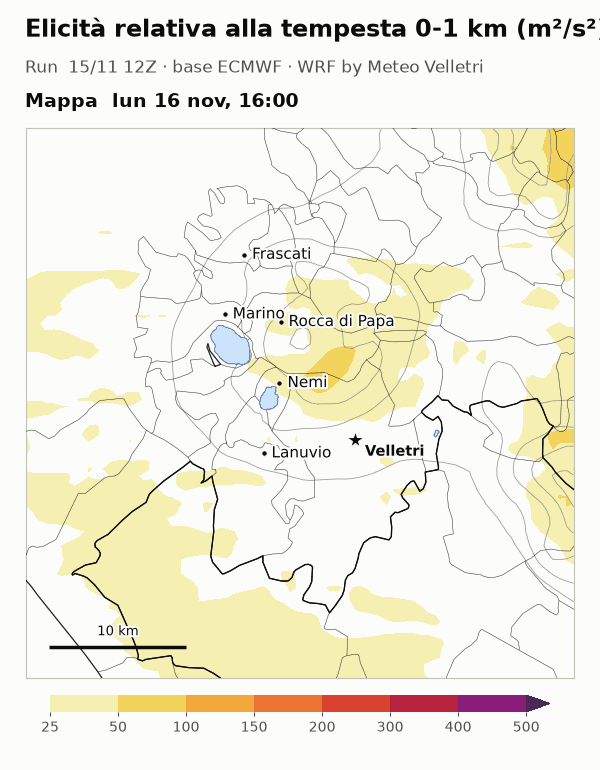 Elicità relativa alla tempesta 0-1 km (m²/s²)
Run  15/11 12Z · base ECMWF · WRF by Meteo Velletri
Mappa  lun 16 nov, 16:00
Frascati
Marino
Rocca di Papa
Nemi
Velletri
Lanuvio
10 km
25 50 100 150 200 300 400 500